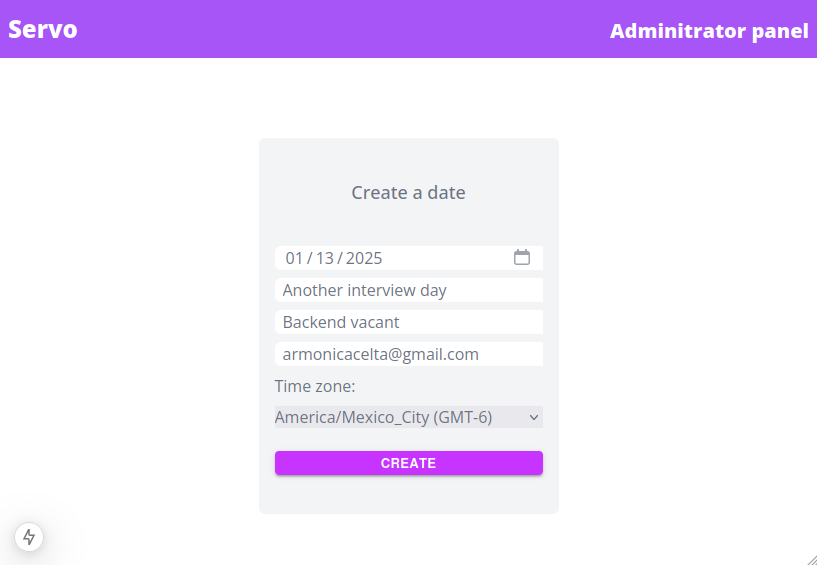 Servo
Adminitrator panel
Create a date
01 / 13 / 2025
Another interview day
Backend vacant
armonicacelta@gmail.com
Time zone:
America/Mexico_City (GMT-6)
CREATE